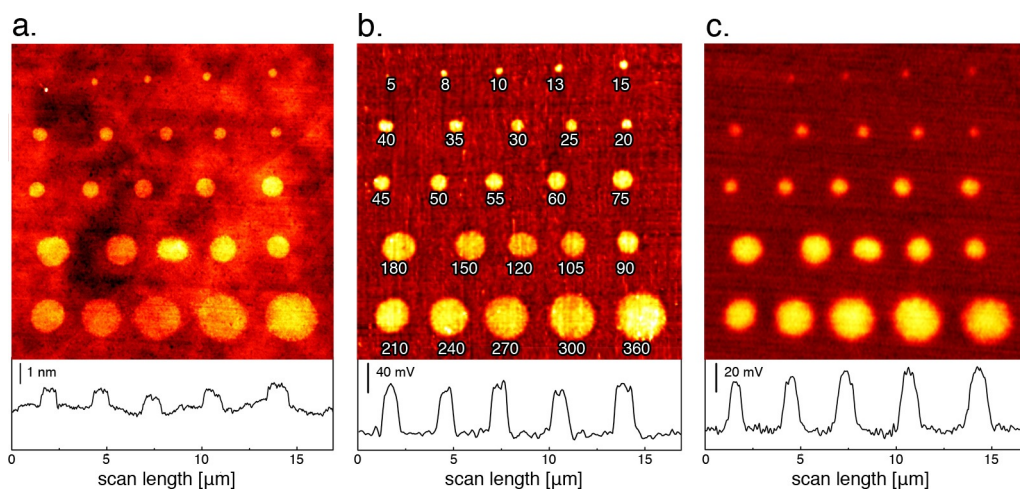 a.
b.
c.
5 8 10 13 15
40 35 30 25 20
45 50 55 60 75
180 150 120 105 90
210 240 270 300 360
1 nm
40 mV
20 mV
0 5 10 15
0 5 10 15
0 5 10 15
scan length [µm]
scan length [µm]
scan length [µm]